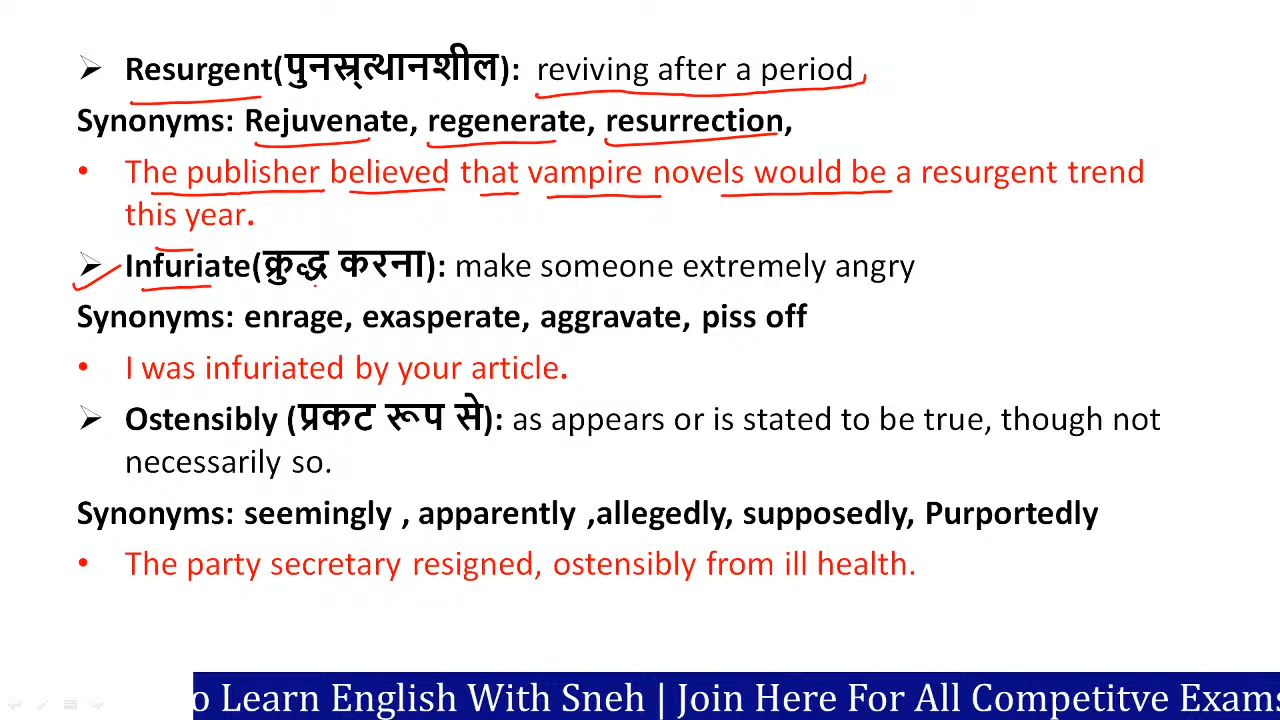 ➢ Resurgent(पुनरुत्थानशील): reviving after a period
Synonyms: Rejuvenate, regenerate, resurrection,
• The publisher believed that vampire novels would be a resurgent trend
this year.
➢ Infuriate(क्रुद्ध करना): make someone extremely angry
Synonyms: enrage, exasperate, aggravate, piss off
• I was infuriated by your article.
➢ Ostensibly (प्रकट रूप से): as appears or is stated to be true, though not
necessarily so.
Synonyms: seemingly , apparently ,allegedly, supposedly, Purportedly
• The party secretary resigned, ostensibly from ill health.
o Learn English With Sneh | Join Here For All Competitve Exams